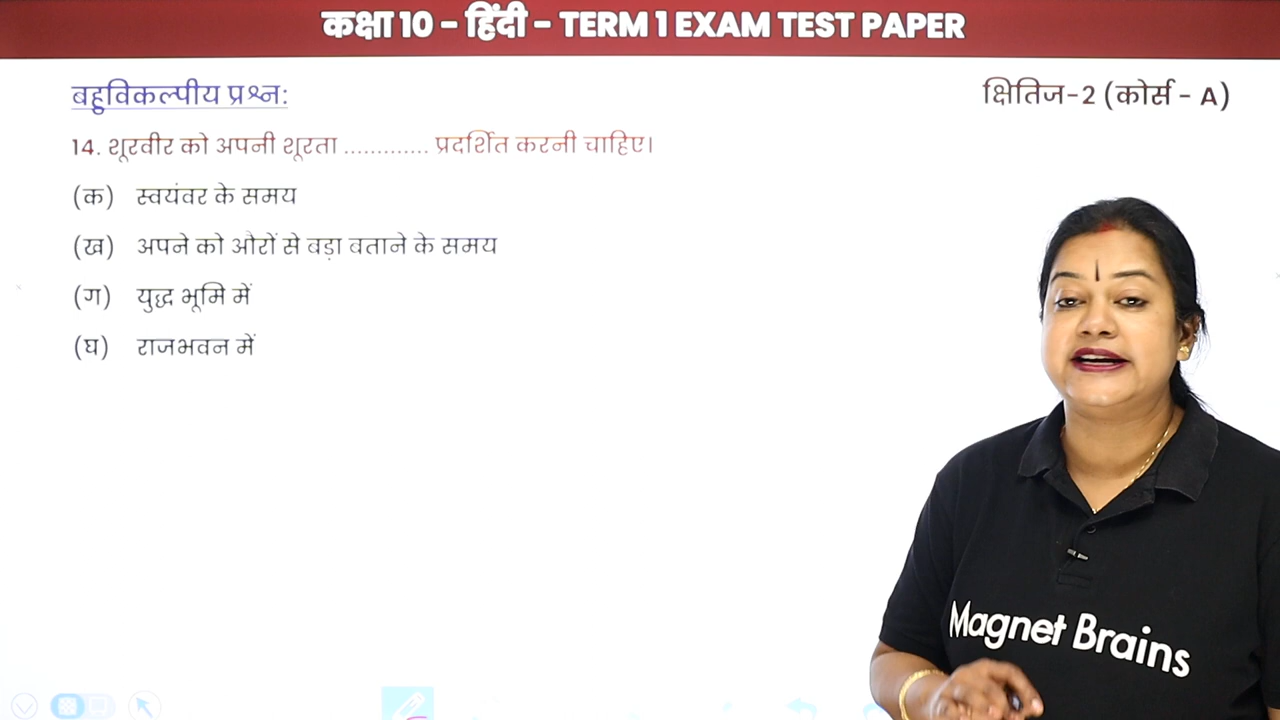 कक्षा 10 - हिंदी - TERM 1 EXAM TEST PAPER
बहुविकल्पीय प्रश्न:
क्षितिज-2 (कोर्स - A)
14. शूरवीर को अपनी शूरता ............. प्रदर्शित करनी चाहिए।
(क) स्वयंवर के समय
(ख) अपने को औरों से बड़ा बताने के समय
(ग) युद्ध भूमि में
(घ) राजभवन में
Magnet Brains